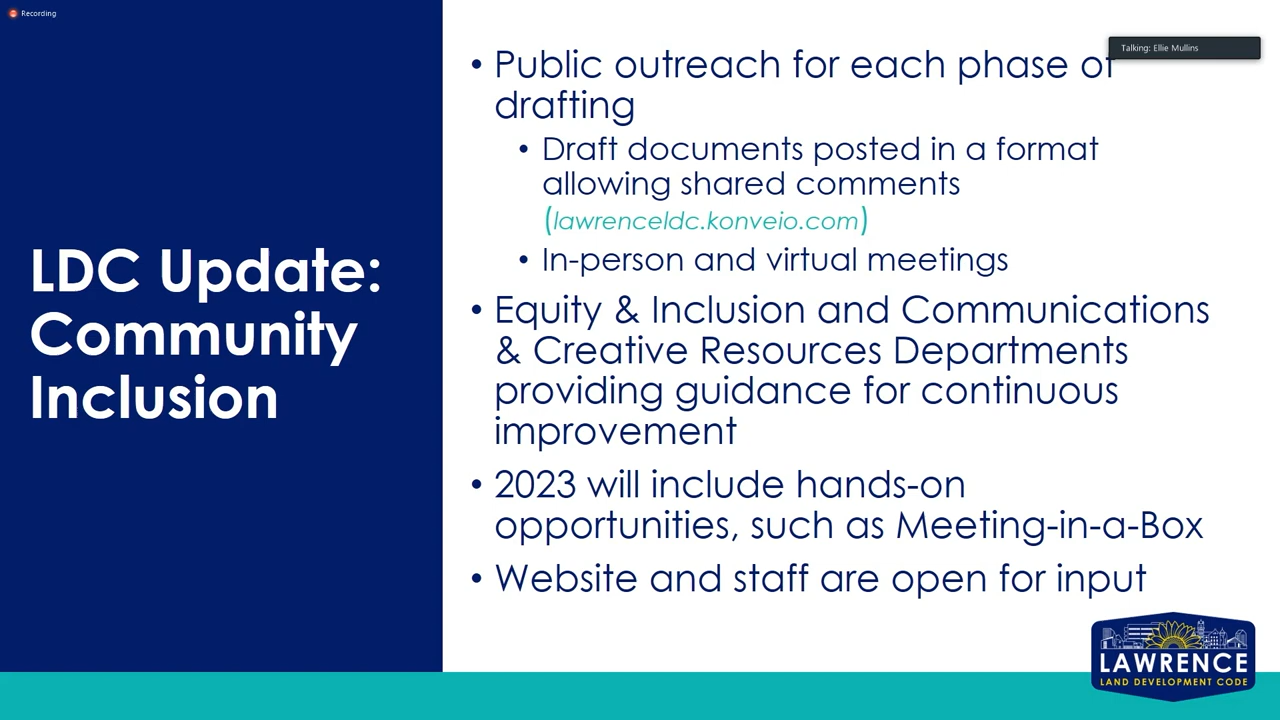 Recording
Talking: Ellie Mullins
LDC Update:
Community
Inclusion
• Public outreach for each phase of
drafting
• Draft documents posted in a format
allowing shared comments
(lawrenceldc.konveio.com)
• In-person and virtual meetings
• Equity & Inclusion and Communications
& Creative Resources Departments
providing guidance for continuous
improvement
• 2023 will include hands-on
opportunities, such as Meeting-in-a-Box
• Website and staff are open for input
LAWRENCE
LAND DEVELOPMENT CODE